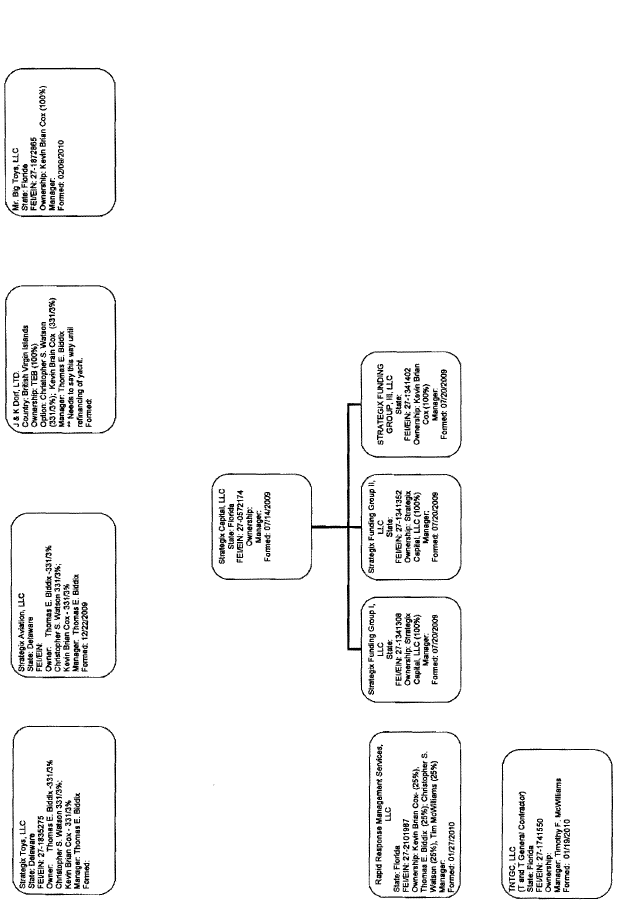 Strategix Toys, LLC
State: Delaware
FEI/EIN: 27-1835275
Owner:   Thomas E. Biddix -331/3%
Christopher S. Watson 331/3%;
Kevin Brian Cox - 331/3%
Manager: Thomas E. Biddix
Formed:
Strategix Aviation, LLC
State: Delaware
FEI/EIN:
Owner:   Thomas E. Biddix -331/3%
Christopher S. Watson 331/3%;
Kevin Brian Cox - 331/3%
Manager: Thomas E. Biddix
Formed: 12/22/2009
J & K Dorf, LTD.
Country: British Virgin Islands
Ownership: TEB (100%)
Option: Christopher S. Watson
(331/3%);  Kevin Brain Cox  (331/3%)
Manager: Thomas E. Biddix
** Needs to say this way until
refinancing of yacht.
Formed:
Mr. Big Toys, LLC
State: Florida
FEI/EIN: 27-1872865
Ownership: Kevin Brian Cox (100%)
Manager:
Formed: 02/09/2010
Strategix Capital, LLC
State: Florida
FEI/EIN: 27-0572174
Ownership:
Manager:
Formed: 07/14/2009
Rapid Response Management Services,
LLC
State: Florida
FEI/EIN: 27-2101987
Ownership: Kevin Brian Cox- (25%),
Thomas E. Biddix  (25%); Christopher S.
Watson (25%), Tim McWilliams (25%)
Manager:
Formed: 01/27/2010
Strategix Funding Group I,
LLC
State:
FEI/EIN: 27-1341308
Ownership: Strategix
Capital, LLC (100%)
Manager:
Formed: 07/20/2009
Strategix Funding Group II,
LLC
State:
FEI/EIN: 27-1341352
Ownership: Strategix
Capital, LLC (100%)
Manager:
Formed: 07/20/2009
STRATEGIX FUNDING
GROUP, III, LLC
State:
FEI/EIN: 27-1341402
Ownership: Kevin Brian
Cox (100%)
Manager:
Formed: 07/20/2009
TNTGC, LLC
(T and T General Contractor)
State: Florida
FEI/EIN: 27-1741550
Ownership:
Manager: Timothy F. McWilliams
Formed:  01/19/2010